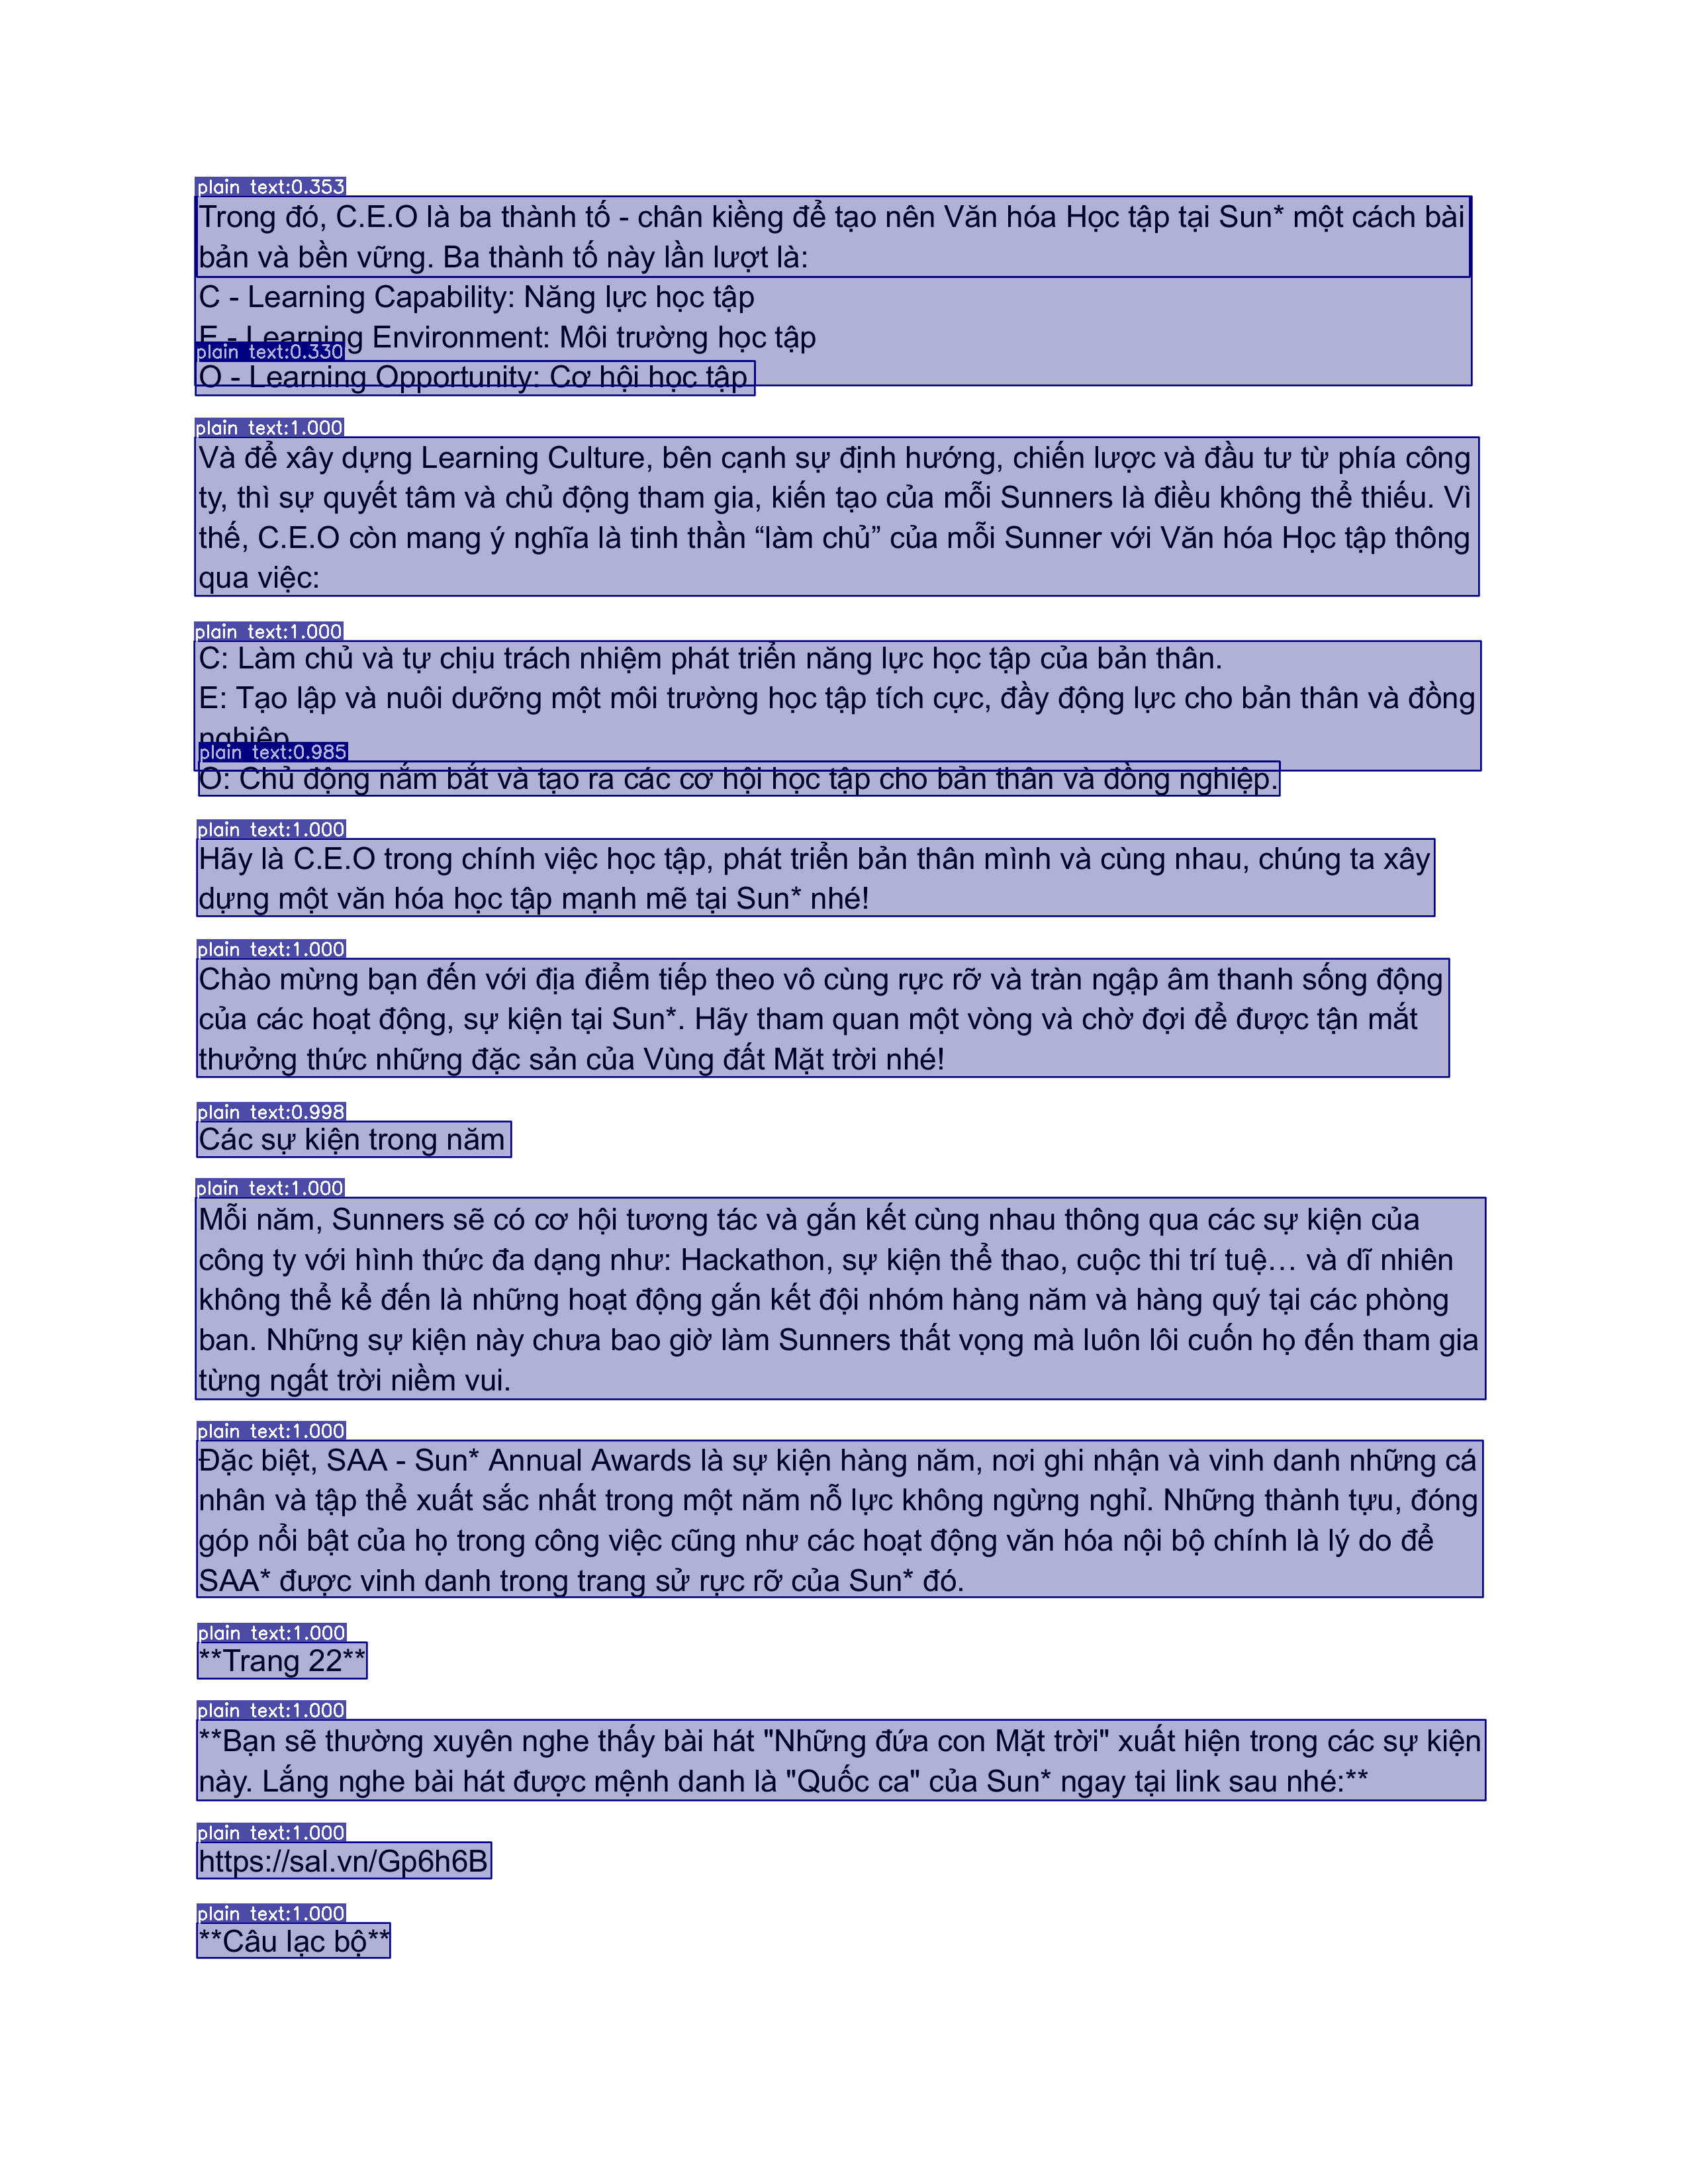 plain text:0.353
Trong đó, C.E.O là ba thành tố - chân kiềng để tạo nên Văn hóa Học tập tại Sun* một cách bài
bản và bền vững. Ba thành tố này lần lượt là:
C - Learning Capability: Năng lực học tập
E - Learning Environment: Môi trường học tập
plain text:0.330
O - Learning Opportunity: Cơ hội học tập
plain text:1.000
Và để xây dựng Learning Culture, bên cạnh sự định hướng, chiến lược và đầu tư từ phía công
ty, thì sự quyết tâm và chủ động tham gia, kiến tạo của mỗi Sunners là điều không thể thiếu. Vì
thế, C.E.O còn mang ý nghĩa là tinh thần “làm chủ” của mỗi Sunner với Văn hóa Học tập thông
qua việc:
plain text:1.000
C: Làm chủ và tự chịu trách nhiệm phát triển năng lực học tập của bản thân.
E: Tạo lập và nuôi dưỡng một môi trường học tập tích cực, đầy động lực cho bản thân và đồng
nghiệp
plain text:0.985
O: Chủ động nắm bắt và tạo ra các cơ hội học tập cho bản thân và đồng nghiệp.
plain text:1.000
Hãy là C.E.O trong chính việc học tập, phát triển bản thân mình và cùng nhau, chúng ta xây
dựng một văn hóa học tập mạnh mẽ tại Sun* nhé!
plain text:1.000
Chào mừng bạn đến với địa điểm tiếp theo vô cùng rực rỡ và tràn ngập âm thanh sống động
của các hoạt động, sự kiện tại Sun*. Hãy tham quan một vòng và chờ đợi để được tận mắt
thưởng thức những đặc sản của Vùng đất Mặt trời nhé!
plain text:0.998
Các sự kiện trong năm
plain text:1.000
Mỗi năm, Sunners sẽ có cơ hội tương tác và gắn kết cùng nhau thông qua các sự kiện của
công ty với hình thức đa dạng như: Hackathon, sự kiện thể thao, cuộc thi trí tuệ… và dĩ nhiên
không thể kể đến là những hoạt động gắn kết đội nhóm hàng năm và hàng quý tại các phòng
ban. Những sự kiện này chưa bao giờ làm Sunners thất vọng mà luôn lôi cuốn họ đến tham gia
từng ngất trời niềm vui.
plain text:1.000
Đặc biệt, SAA - Sun* Annual Awards là sự kiện hàng năm, nơi ghi nhận và vinh danh những cá
nhân và tập thể xuất sắc nhất trong một năm nỗ lực không ngừng nghỉ. Những thành tựu, đóng
góp nổi bật của họ trong công việc cũng như các hoạt động văn hóa nội bộ chính là lý do để
SAA* được vinh danh trong trang sử rực rỡ của Sun* đó.
plain text:1.000
**Trang 22**
plain text:1.000
**Bạn sẽ thường xuyên nghe thấy bài hát "Những đứa con Mặt trời" xuất hiện trong các sự kiện
này. Lắng nghe bài hát được mệnh danh là "Quốc ca" của Sun* ngay tại link sau nhé:**
plain text:1.000
https://sal.vn/Gp6h6B
plain text:1.000
**Câu lạc bộ**